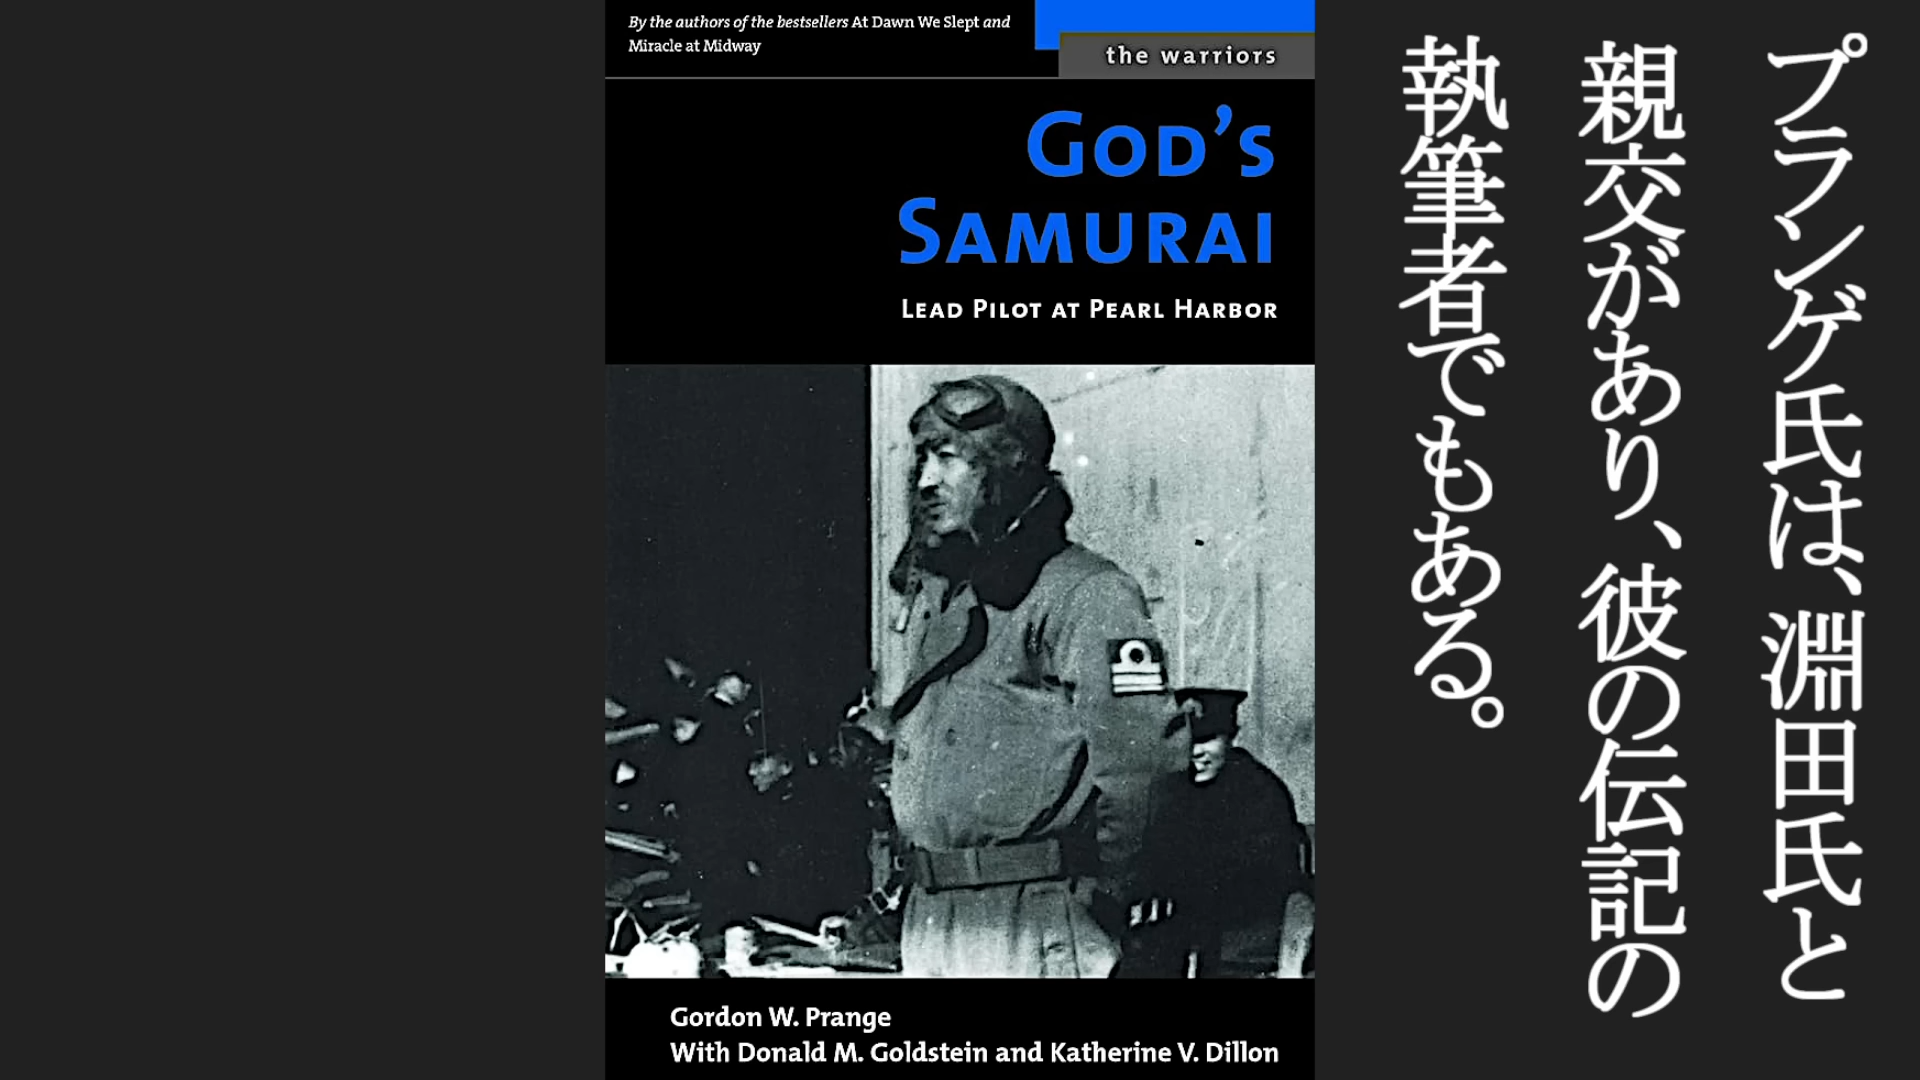 By the authors of the bestsellers At Dawn We Slept and
Miracle at Midway
the warriors
God's
Samurai
Lead Pilot at Pearl Harbor
Gordon W. Prange
With Donald M. Goldstein and Katherine V. Dillon
プランゲ氏は、淵田氏と
親交があり、彼の伝記の
執筆者でもある。